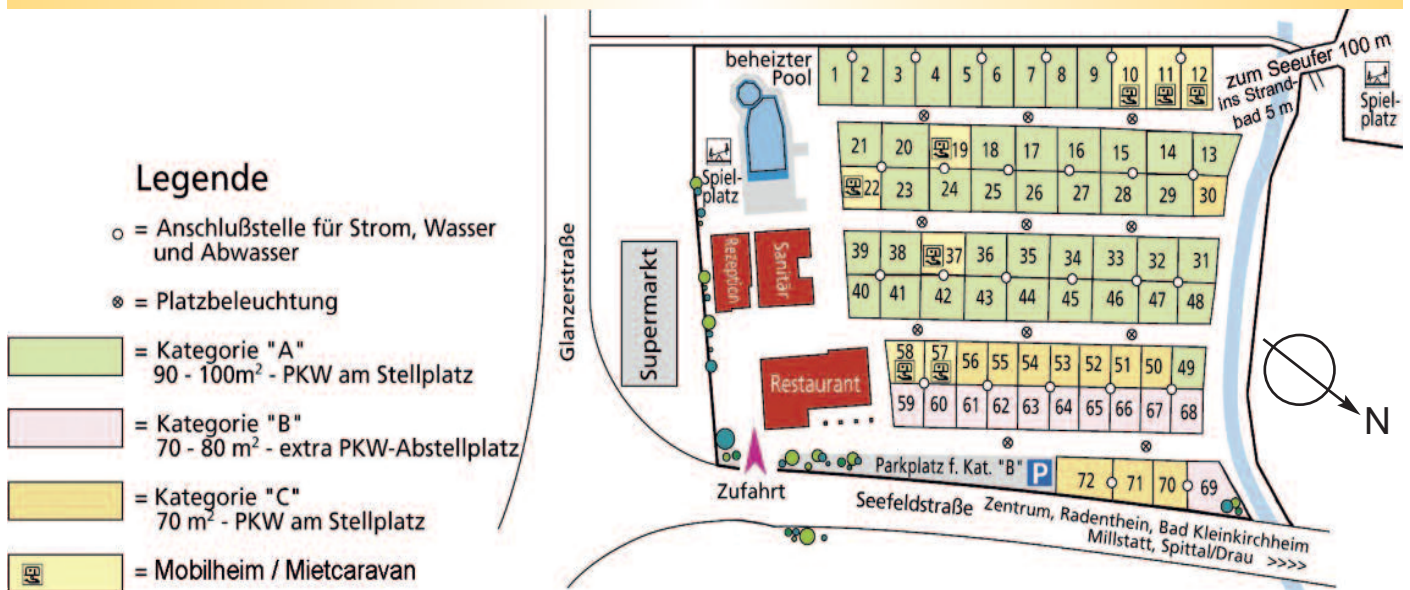 Legende
= Anschlußstelle für Strom, Wasser
und Abwasser
= Platzbeleuchtung
= Kategorie "A"
90 - 100m² - PKW am Stellplatz
= Kategorie "B"
70 - 80 m² - extra PKW-Abstellplatz
= Kategorie "C"
70 m² - PKW am Stellplatz
= Mobilheim / Mietcaravan
Glanzerstraße
Supermarkt
beheizter
Pool
Spiel-
platz
Rezeption
Sanitär
Restaurant
Zufahrt
1 2 3 4 5 6 7 8 9 10 11 12
21 20 19 18 17 16 15 14 13
22 23 24 25 26 27 28 29 30
39 38 37 36 35 34 33 32 31
40 41 42 43 44 45 46 47 48
58 57 56 55 54 53 52 51 50 49
59 60 61 62 63 64 65 66 67 68
72 71 70 69
Parkplatz f. Kat. "B" P
Seefeldstraße
Zentrum, Radenthein, Bad Kleinkirchheim
Millstatt, Spittal/Drau >>>>
zum Seeufer 100 m
ins Strand-
bad 5 m
Spiel-
platz
N